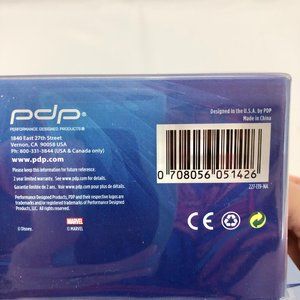 pdp®
PERFORMANCE DESIGNED PRODUCTS®
1840 East 27th Street
Vernon, CA 90058 USA
Ph: 800-331-3844 (USA & Canada only)
www.pdp.com
Please keep this information for future reference.
2 year limited warranty. See www.pdp.com for details.
Garantie limitée de 2 ans. Voir www.pdp.com pour plus de détails.
Performance Designed Products, PDP and their respective logos are
trademarks and/or registered trademarks of Performance Designed
Products, LLC. All rights reserved.
©Disney.
MARVEL
© MARVEL
Designed in the U.S.A. by PDP
Made in China
0 708056 051426
227-139-NA
CE